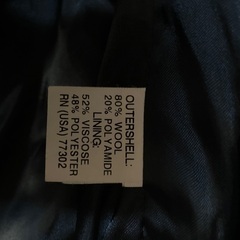 OUTERSHELL:
80% WOOL
20% POLYAMIDE
LINING:
52% VISCOSE
48% POLYESTER
RN (USA) 77302